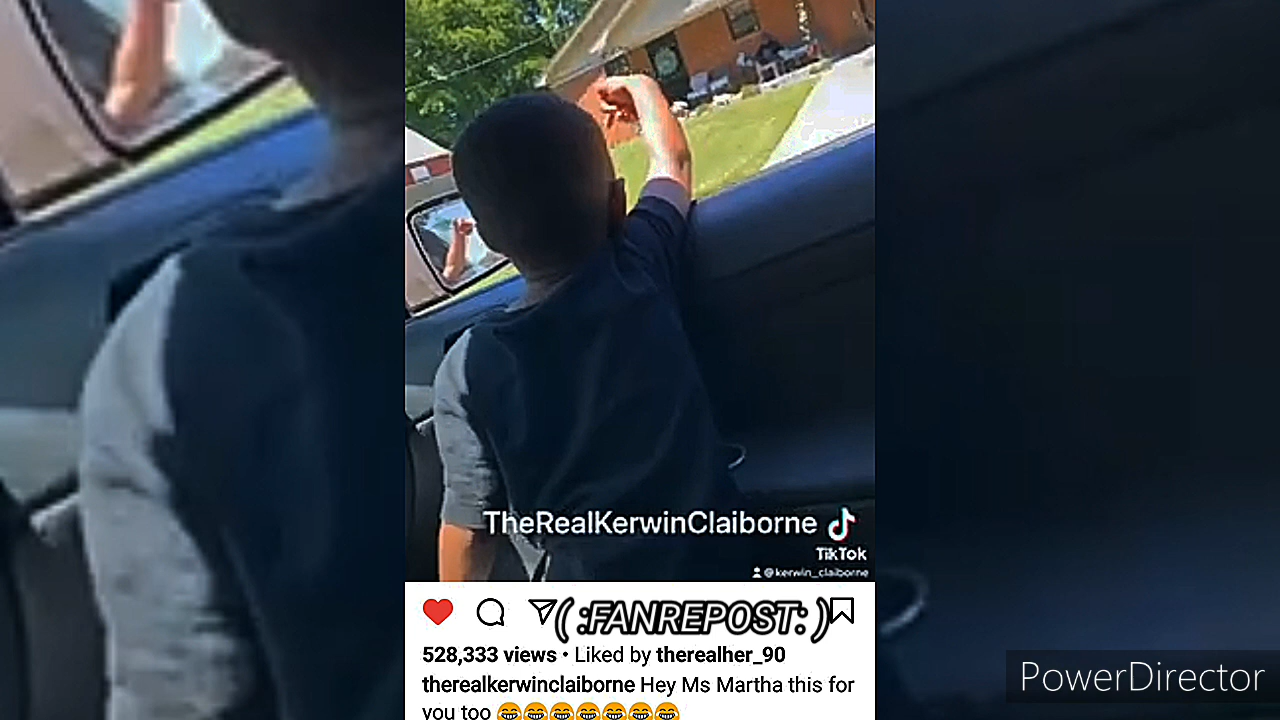 TheRealKerwinClaiborne
TikTok
@kerwin_claiborne
( :FANREPOST: )
528,333 views • Liked by therealher_90
therealkerwinclaiborne Hey Ms Martha this for
you too 😂😂😂😂😂😂😂
PowerDirector